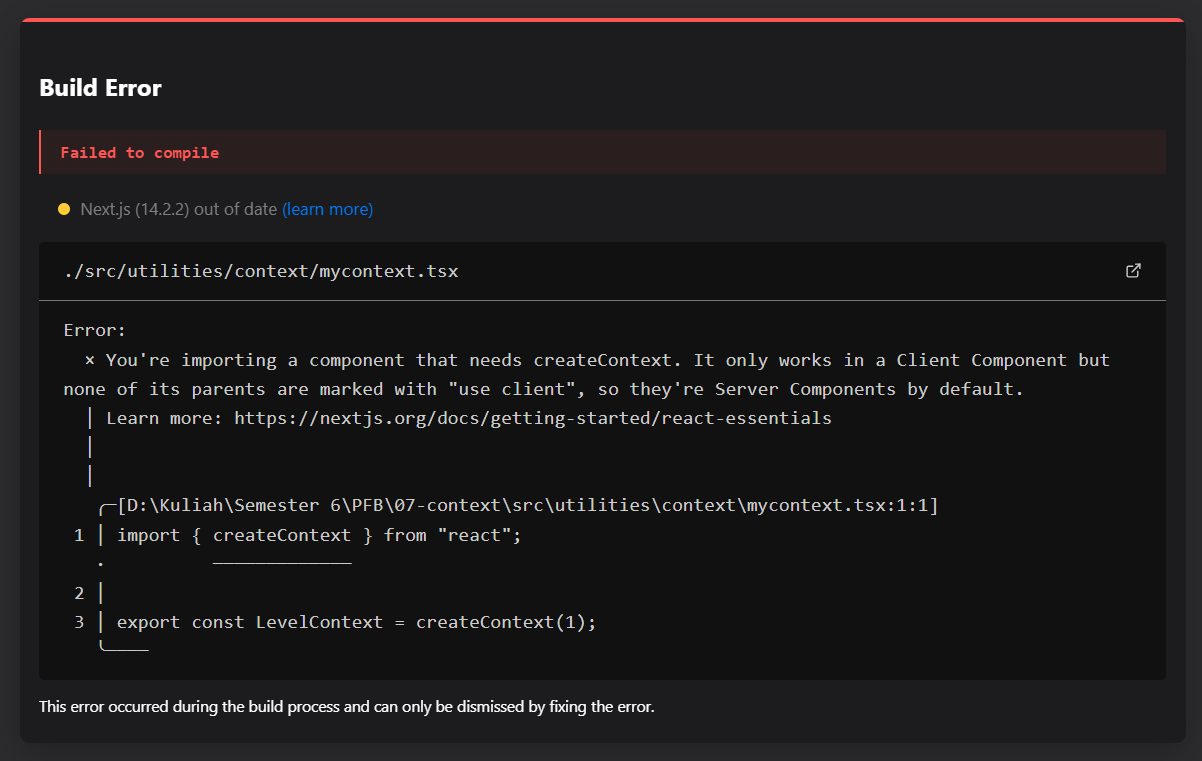 Build Error
Failed to compile
Next.js (14.2.2) out of date (learn more)
./src/utilities/context/mycontext.tsx
Error:
× You're importing a component that needs createContext. It only works in a Client Component but
none of its parents are marked with "use client", so they're Server Components by default.
│ Learn more: https://nextjs.org/docs/getting-started/react-essentials
│
│
╭─[D:\Kuliah\Semester 6\PFB\07-context\src\utilities\context\mycontext.tsx:1:1]
1 │ import { createContext } from "react";
· ─────────────
2 │
3 │ export const LevelContext = createContext(1);
╰────
This error occurred during the build process and can only be dismissed by fixing the error.